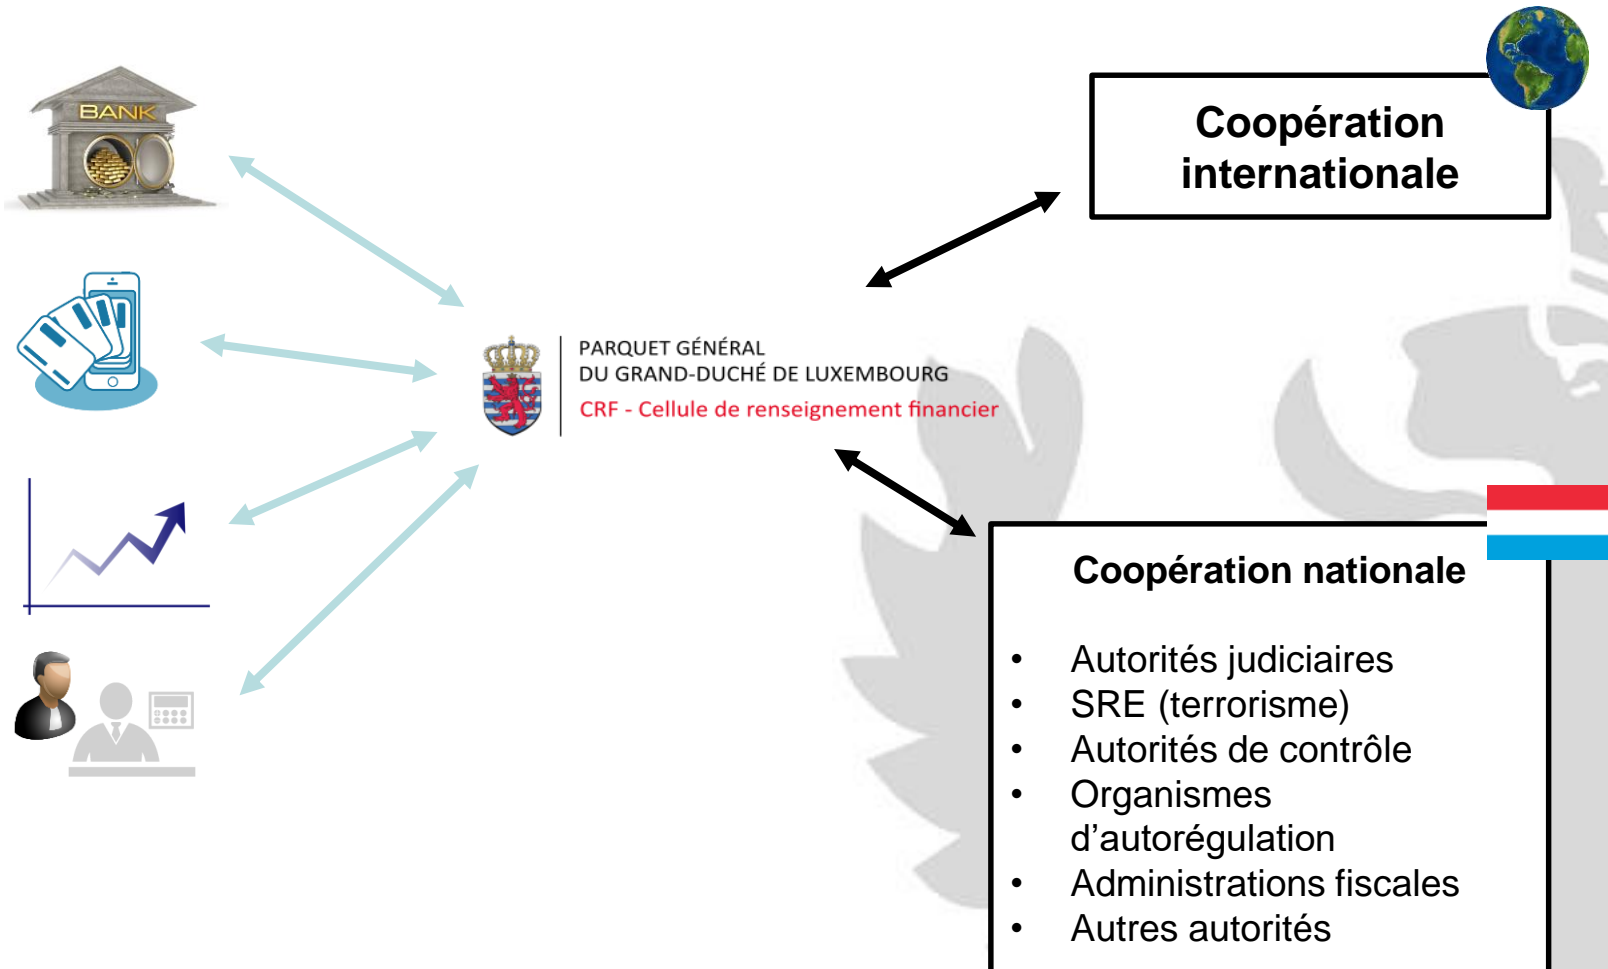 BANK
Coopération
internationale
PARQUET GÉNÉRAL
DU GRAND-DUCHÉ DE LUXEMBOURG
CRF - Cellule de renseignement financier
Coopération nationale
• Autorités judiciaires
• SRE (terrorisme)
• Autorités de contrôle
• Organismes
d’autorégulation
• Administrations fiscales
• Autres autorités